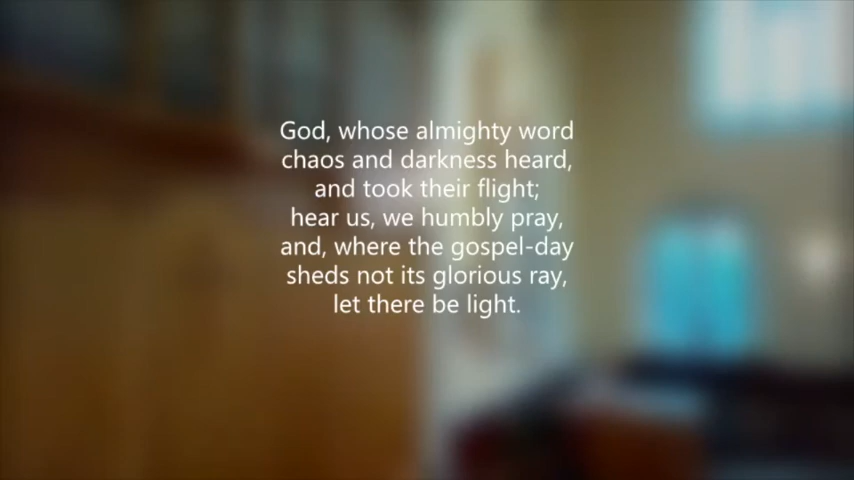 God, whose almighty word
chaos and darkness heard,
and took their flight;
hear us, we humbly pray,
and, where the gospel-day
sheds not its glorious ray,
let there be light.